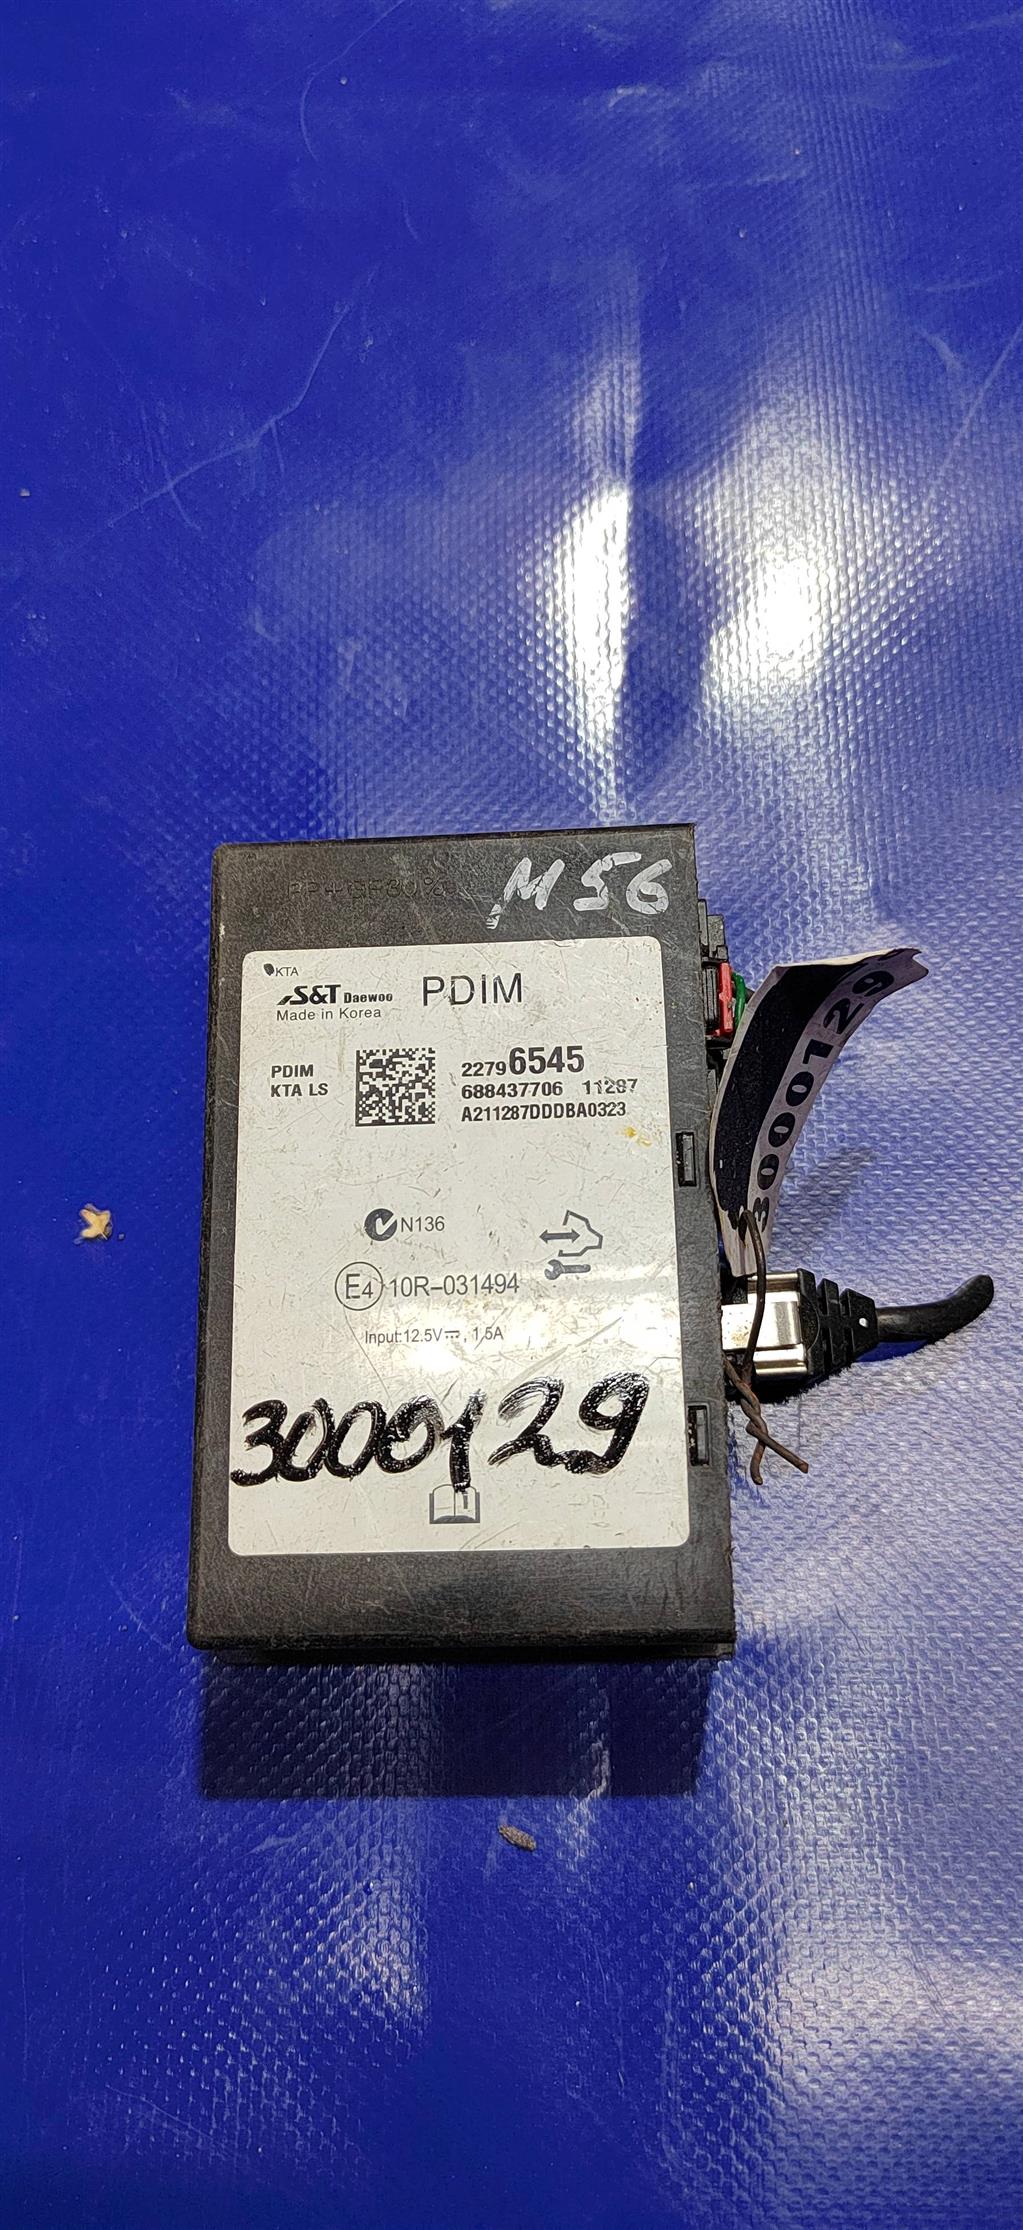 M56
KTA
S&T Daewoo PDIM
Made in Korea
PDIM 22796545
KTA LS 688437706 11287
A211287DDDBA0323
N136
E4 10R-031494
Input:12.5V⎓, 1.5A
3000129
3000129